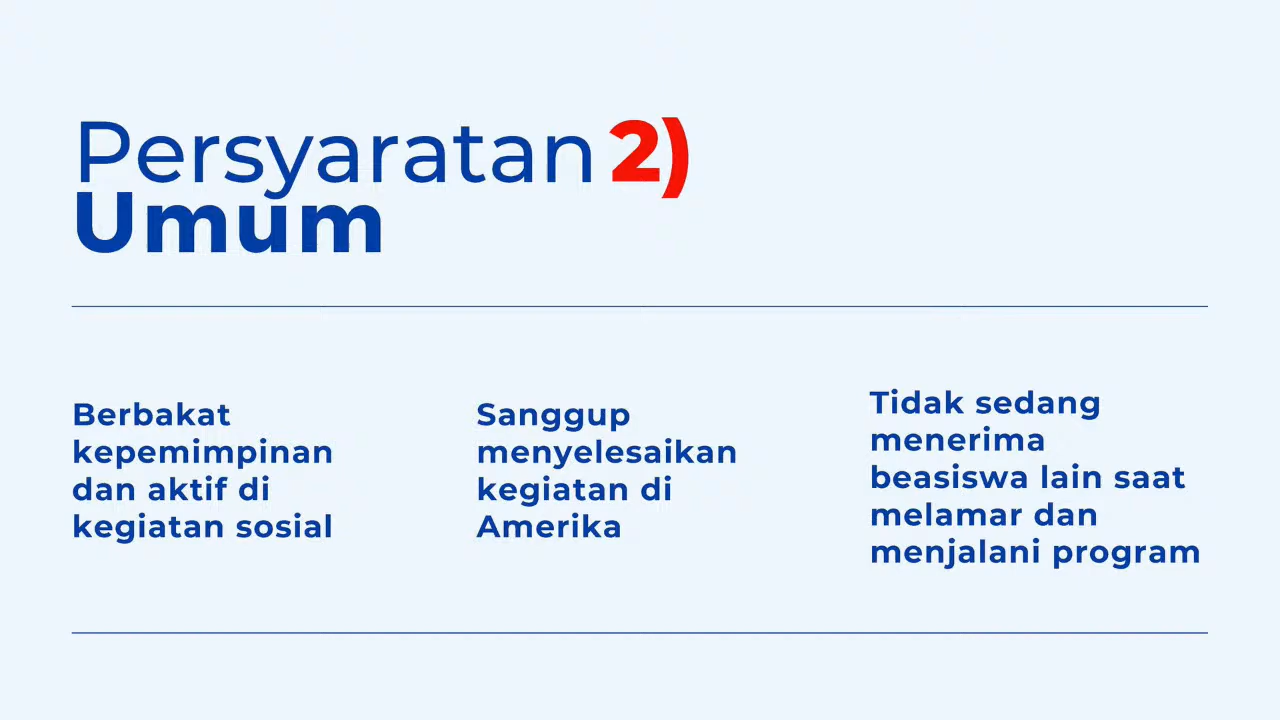 Persyaratan 2)
Umum
Berbakat
kepemimpinan
dan aktif di
kegiatan sosial
Sanggup
menyelesaikan
kegiatan di
Amerika
Tidak sedang
menerima
beasiswa lain saat
melamar dan
menjalani program